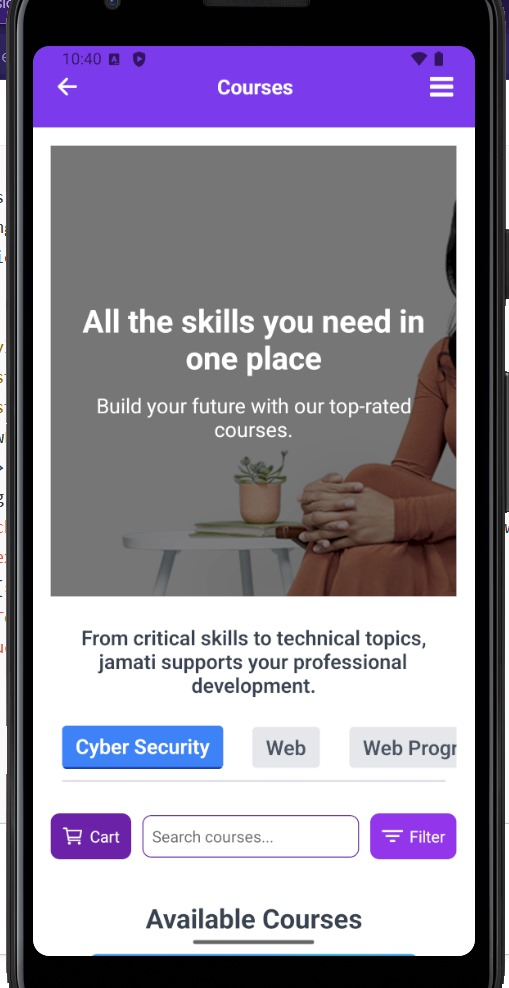 10:40
Courses
All the skills you need in
one place
Build your future with our top-rated
courses.
From critical skills to technical topics,
jamati supports your professional
development.
Cyber Security Web Web Progr
Cart Search courses... Filter
Available Courses